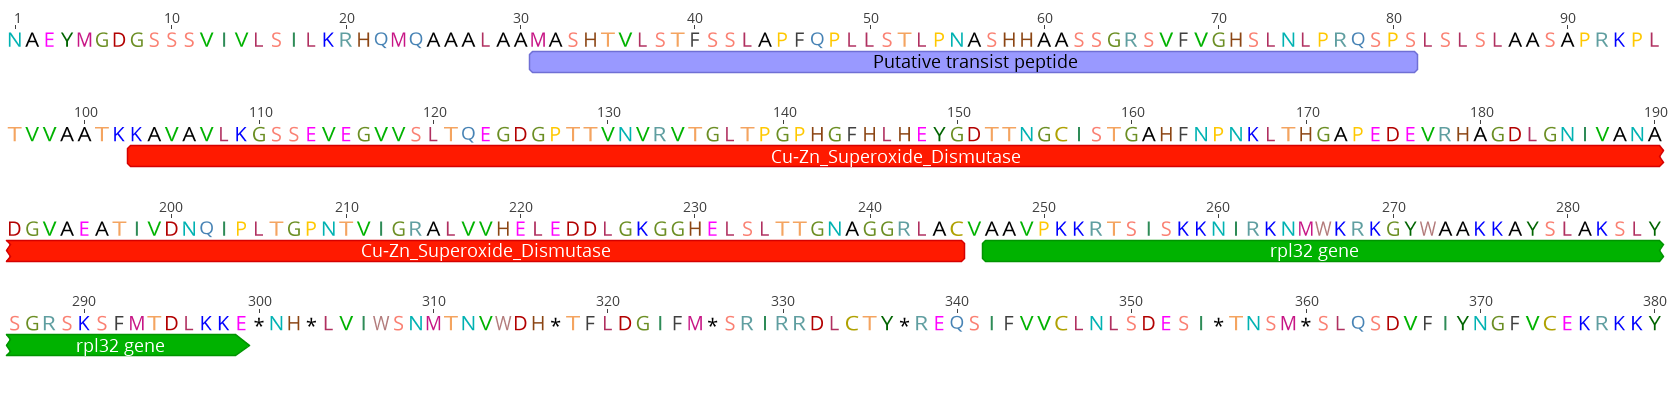 1 10 20 30 40 50 60 70 80 90
NAEYMGDGSSSVIVLSILKRHQMQAAALAAMASHTVLSTFSSLAPFQPLLSTLPNASHHAASSGRSVFVGHSLNLPRQSPSLSLSLAASAPRKPL
Putative transist peptide
100 110 120 130 140 150 160 170 180 190
TVVAATKKAVAVLKGSSEVEGVVSLTQEGDGPTTVNVRVTGLTPGPHGFHLHEYGDTTNGCISTGAHFNPNKLTHGAPEDEVRHAGDLGNIVANA
Cu-Zn_Superoxide_Dismutase
200 210 220 230 240 250 260 270 280
DGVAEATIVDNQIPLTGPNTVIGRALVVHELEDDLGKGGHELSLTTGNAGGRLACVAAVPKKRTSISKKNIRKNMWKRKGYWAAKKAYSLAKSLY
Cu-Zn_Superoxide_Dismutase rpl32 gene
290 300 310 320 330 340 350 360 370 380
SGRSKSFMTDLKKE*NH*LVIWSNMTNVWDH*TFLDGIFM*SRIRRDLCTY*REQSIFVVCLNLSDESI*TNSM*SLQSDVFIYNGFVCEKRKKY
rpl32 gene